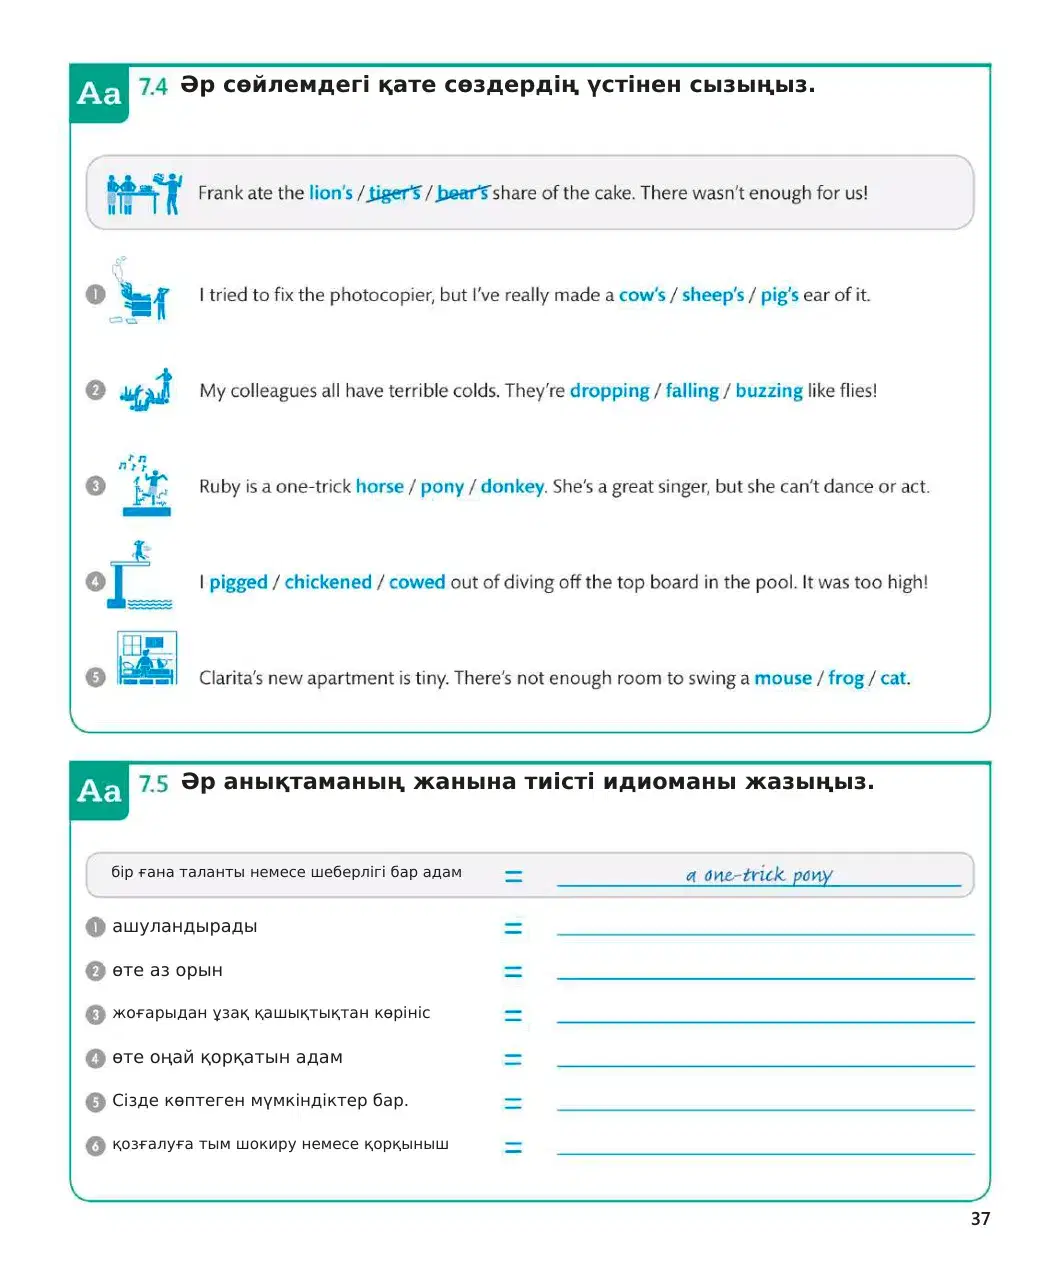 Aa 7.4 Әр сөйлемдегі қате сөздердің үстінен сызыңыз.
Frank ate the lion's / tiger's / bear's share of the cake. There wasn't enough for us!
1 I tried to fix the photocopier, but I've really made a cow's / sheep's / pig's ear of it.
2 My colleagues all have terrible colds. They're dropping / falling / buzzing like flies!
3 Ruby is a one-trick horse / pony / donkey. She's a great singer, but she can't dance or act.
4 I pigged / chickened / cowed out of diving off the top board in the pool. It was too high!
5 Clarita's new apartment is tiny. There's not enough room to swing a mouse / frog / cat.
Aa 7.5 Әр анықтаманың жанына тиісті идиоманы жазыңыз.
бір ғана таланты немесе шеберлігі бар адам = a one-trick pony
1 ашуландырады =
2 өте аз орын =
3 жоғарыдан ұзақ қашықтықтан көрініс =
4 өте оңай қорқатын адам =
5 Сізде көптеген мүмкіндіктер бар. =
6 қозғалуға тым шокиру немесе қорқыныш =
37